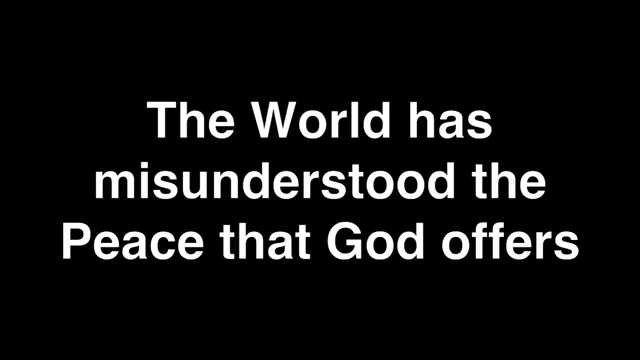 The World has
misunderstood the
Peace that God offers